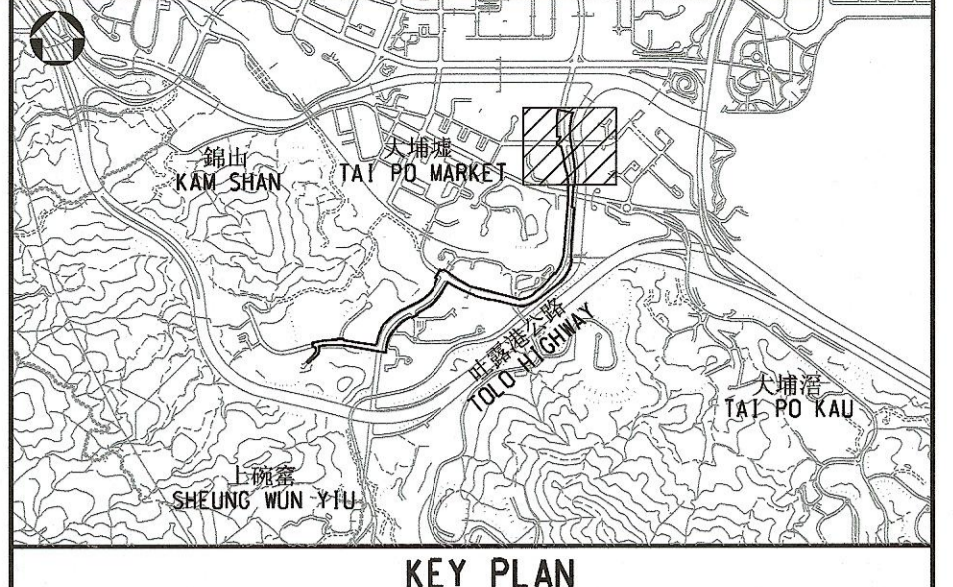 錦山
KAM SHAN
大埔墟
TAI PO MARKET
吐露港公路
TOLO HIGHWAY
大埔滘
TAI PO KAU
上碗窰
SHEUNG WUN YIU
KEY PLAN